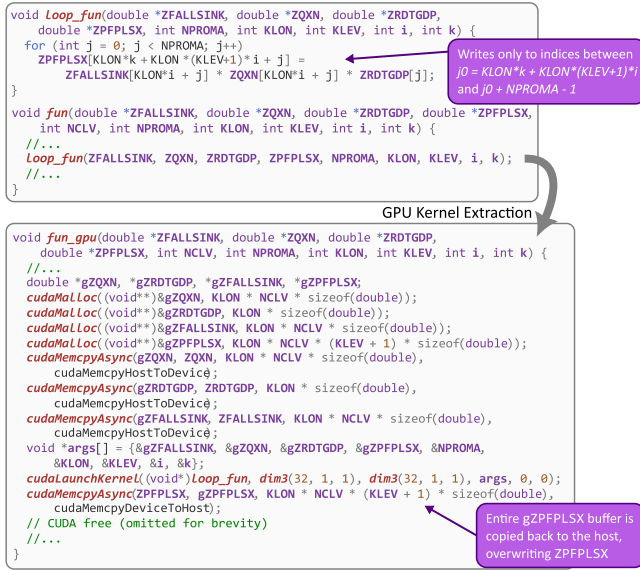 void loop_fun(double *ZFALLSINK, double *ZQXN, double *ZRDTGDP,
double *ZPFPLSX, int NPROMA, int KLON, int KLEV, int i, int k) {
for (int j = 0; j < NPROMA; j++)
ZPFPLSX[KLON*k + KLON *(KLEV+1)*i + j] =
ZFALLSINK[KLON*i + j] * ZQXN[KLON*i + j] * ZRDTGDP[j];
}
Writes only to indices between
j0 = KLON*k + KLON*(KLEV+1)*i
and j0 + NPROMA - 1
void fun(double *ZFALLSINK, double *ZQXN, double *ZRDTGDP, double *ZPFPLSX,
int NCLV, int NPROMA, int KLON, int KLEV, int i, int k) {
//...
loop_fun(ZFALLSINK, ZQXN, ZRDTGDP, ZPFPLSX, NPROMA, KLON, KLEV, i, k);
//...
}
GPU Kernel Extraction
void fun_gpu(double *ZFALLSINK, double *ZQXN, double *ZRDTGDP,
double *ZPFPLSX, int NCLV, int NPROMA, int KLON, int KLEV, int i, int k) {
//...
double *gZQXN, *gZRDTGDP, *gZFALLSINK, *gZPFPLSX;
cudaMalloc((void**)&gZQXN, KLON * NCLV * sizeof(double));
cudaMalloc((void**)&gZRDTGDP, KLON * sizeof(double));
cudaMalloc((void**)&gZFALLSINK, KLON * NCLV * sizeof(double));
cudaMalloc((void**)&gZPFPLSX, KLON * NCLV * (KLEV + 1) * sizeof(double));
cudaMemcpyAsync(gZQXN, ZQXN, KLON * NCLV * sizeof(double),
cudaMemcpyHostToDevice);
cudaMemcpyAsync(gZRDTGDP, ZRDTGDP, KLON * sizeof(double),
cudaMemcpyHostToDevice);
cudaMemcpyAsync(gZFALLSINK, ZFALLSINK, KLON * NCLV * sizeof(double),
cudaMemcpyHostToDevice);
void *args[] = {&gZFALLSINK, &gZQXN, &gZRDTGDP, &gZPFPLSX, &NPROMA,
&KLON, &KLEV, &i, &k};
cudaLaunchKernel((void*)loop_fun, dim3(32, 1, 1), dim3(32, 1, 1), args, 0, 0);
cudaMemcpyAsync(ZPFPLSX, gZPFPLSX, KLON * NCLV * (KLEV + 1) * sizeof(double),
cudaMemcpyDeviceToHost);
// CUDA free (omitted for brevity)
//...
}
Entire gZPFPLSX buffer is
copied back to the host,
overwriting ZPFPLSX